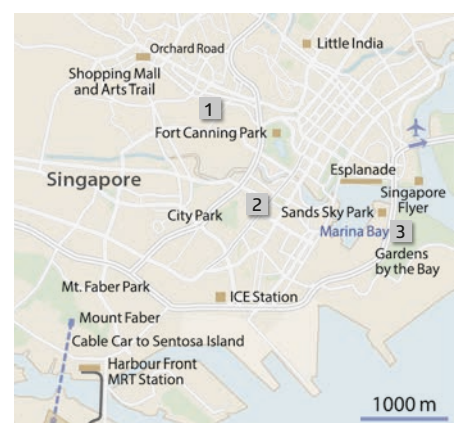 Orchard Road
Little India
Shopping Mall
and Arts Trail
1
Fort Canning Park
Esplanade
Singapore
Singapore
Flyer
2
City Park
Sands Sky Park
Marina Bay
3
Gardens
by the Bay
Mt. Faber Park
ICE Station
Mount Faber
Cable Car to Sentosa Island
Harbour Front
MRT Station
1000 m